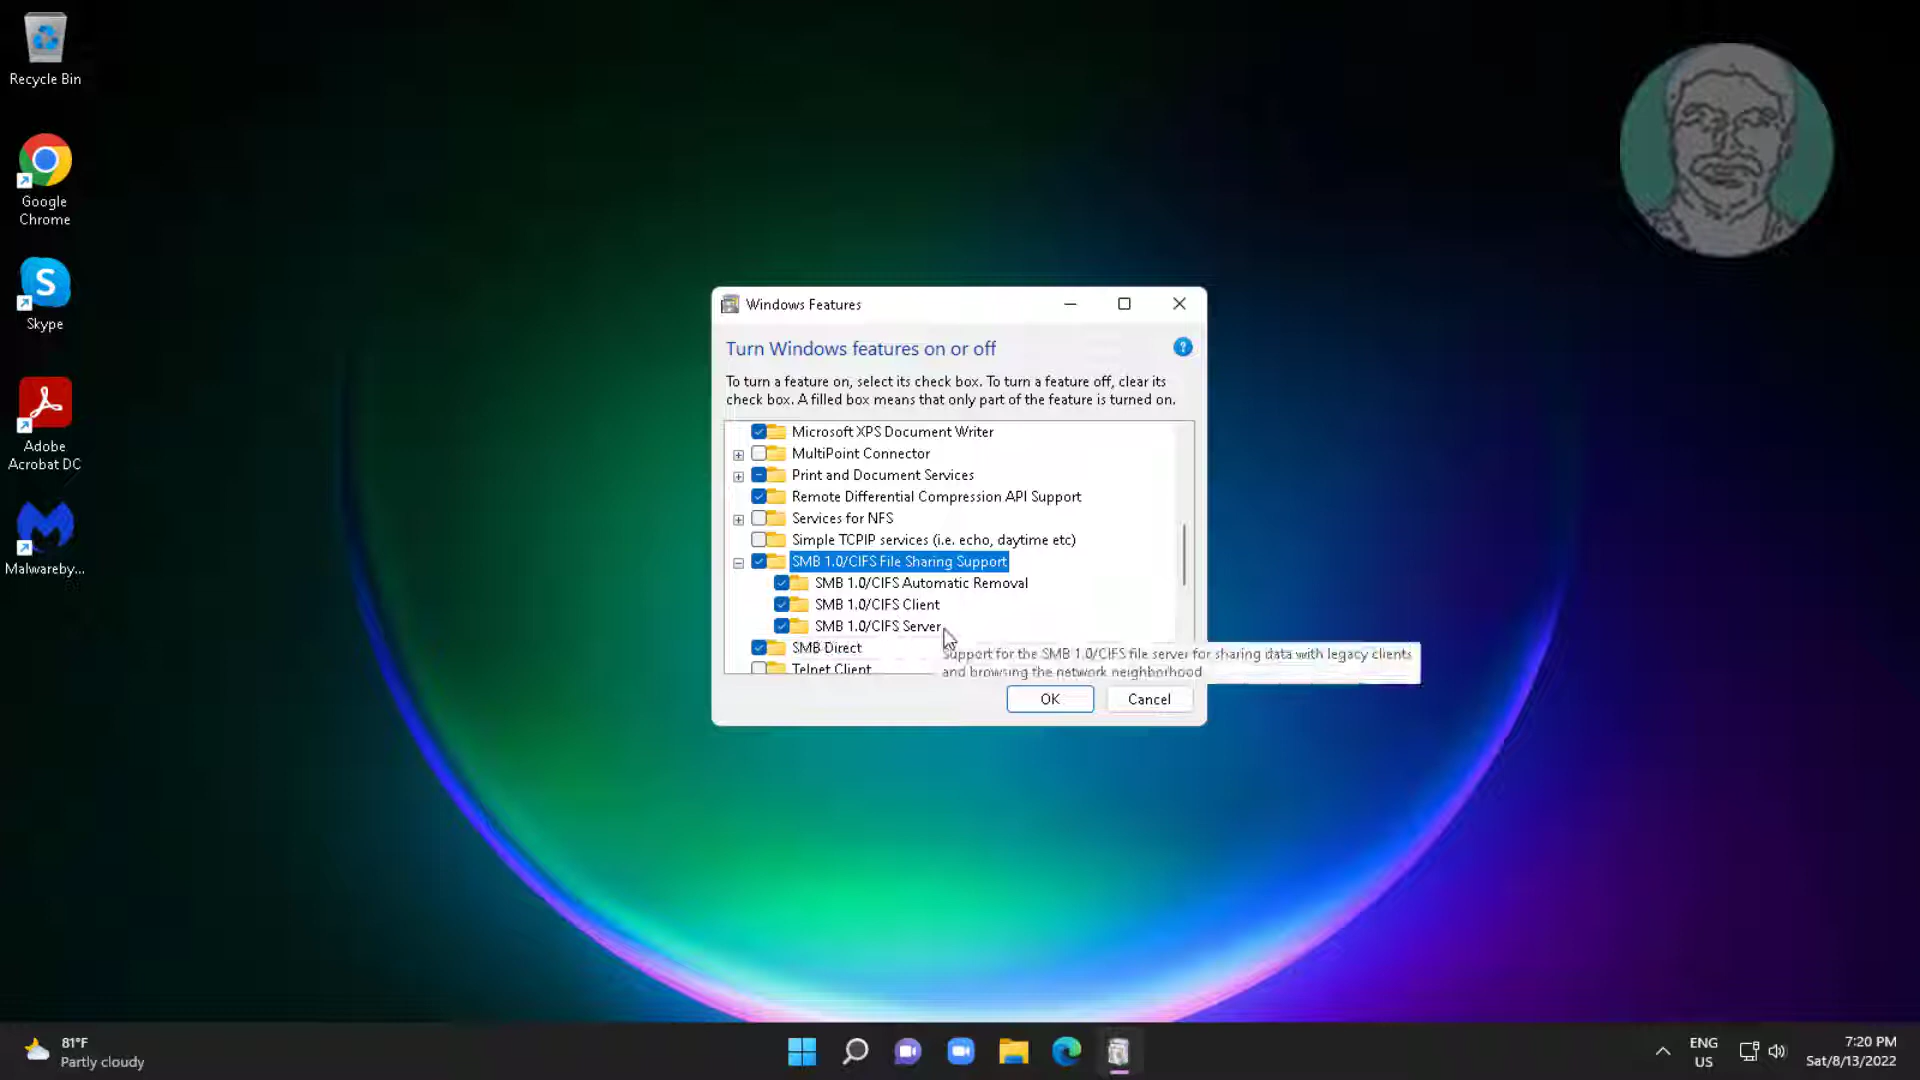 Recycle Bin
Google
Chrome
Skype
Adobe
Acrobat DC
Malwareby...
Windows Features
Turn Windows features on or off
To turn a feature on, select its check box. To turn a feature off, clear its
check box. A filled box means that only part of the feature is turned on.
Microsoft XPS Document Writer
MultiPoint Connector
Print and Document Services
Remote Differential Compression API Support
Services for NFS
Simple TCPIP services (i.e. echo, daytime etc)
SMB 1.0/CIFS File Sharing Support
SMB 1.0/CIFS Automatic Removal
SMB 1.0/CIFS Client
SMB 1.0/CIFS Server
SMB Direct
Telnet Client
Support for the SMB 1.0/CIFS file server for sharing data with legacy clients
and browsing the network neighborhood
OK
Cancel
81°F
Partly cloudy
ENG
US
7:20 PM
Sat/8/13/2022